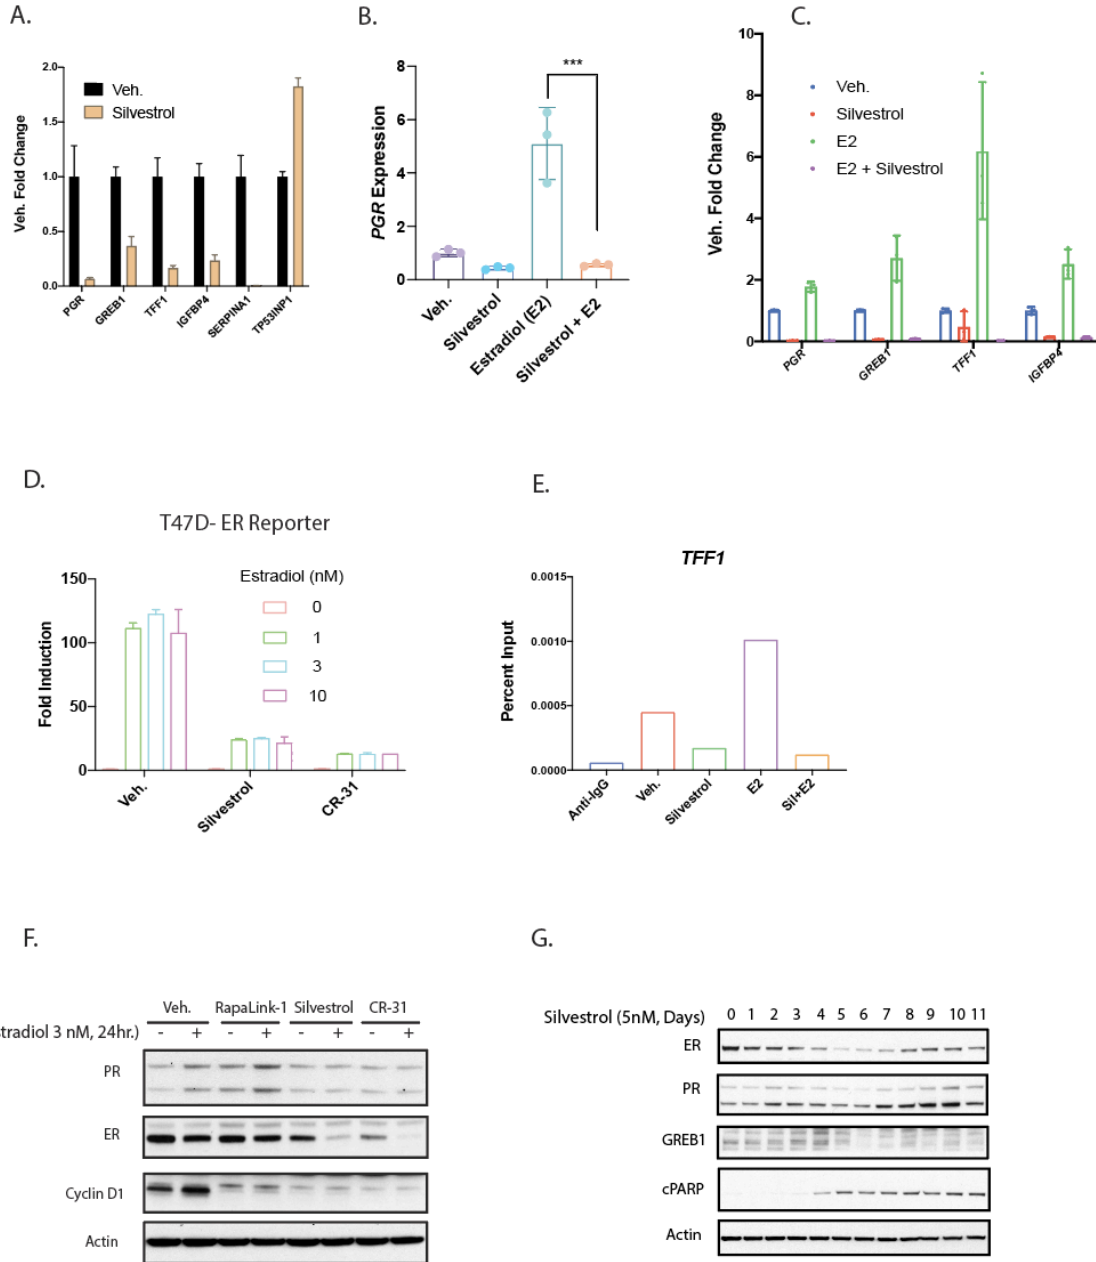 A.
2.0
1.5
1.0
0.5
0.0
Veh. Fold Change
Veh.
Silvestrol
PGR
GREB1
TFF1
IGFBP4
SERPINA1
TP53INP1
B.
8
6
4
2
0
PGR Expression
***
Veh.
Silvestrol
Estradiol (E2)
Silvestrol + E2
C.
10
8
6
4
2
0
Veh. Fold Change
Veh.
Silvestrol
E2
E2 + Silvestrol
PGR
GREB1
TFF1
IGFBP4
D.
T47D- ER Reporter
150
100
50
0
Fold Induction
Estradiol (nM)
0
1
3
10
Veh.
Silvestrol
CR-31
E.
TFF1
0.0015
0.0010
0.0005
0.0000
Percent Input
Anti-IgG
Veh.
Silvestrol
E2
Sil+E2
F.
Veh. RapaLink-1 Silvestrol CR-31
stradiol 3 nM, 24hr.) - + - + - + - +
PR
ER
Cyclin D1
Actin
G.
Silvestrol (5nM, Days) 0 1 2 3 4 5 6 7 8 9 10 11
ER
PR
GREB1
cPARP
Actin